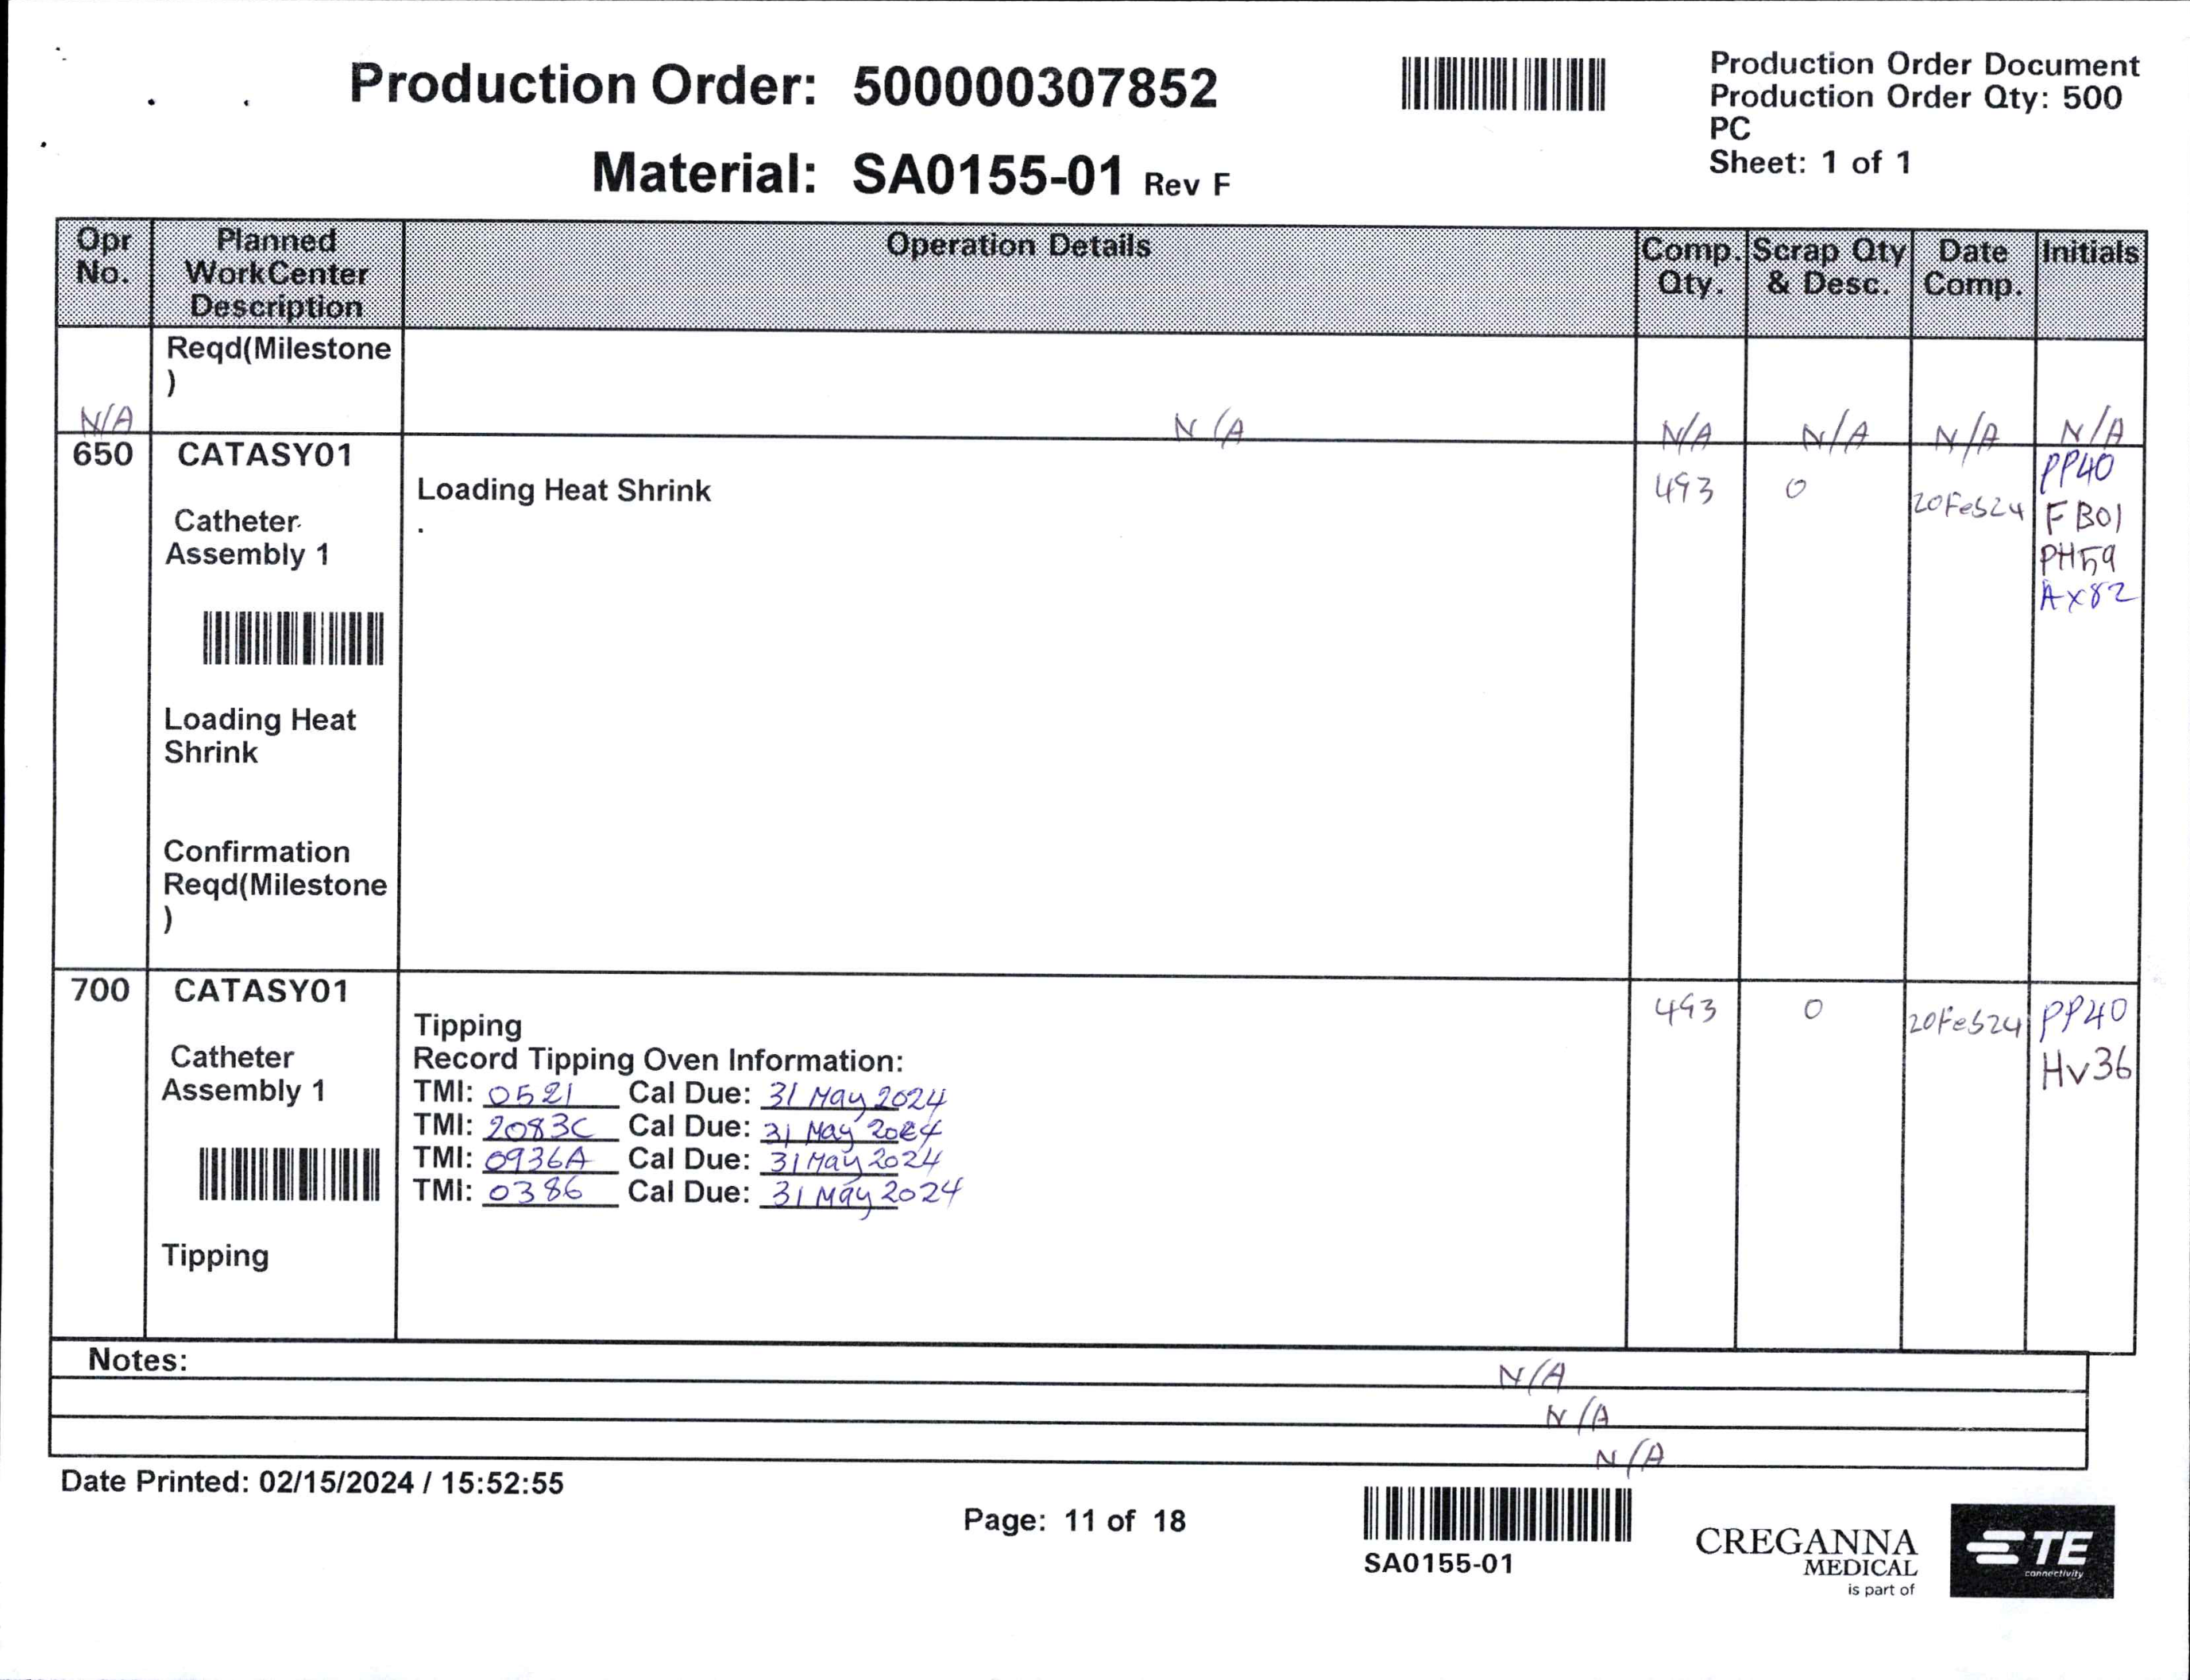 Production Order: 500000307852
Production Order Document
Production Order Qty: 500
PC
Sheet: 1 of 1
Material: SA0155-01 Rev F
Opr No. Planned WorkCenter Description Operation Details Comp. Qty. Scrap Qty & Desc. Date Comp. Initials
Reqd(Milestone
)
N/A N/A N/A N/A N/A N/A
650 CATASY01
Loading Heat Shrink 493 0 20Feb24 PP40
.
FB01
PH59
Ax82
Catheter
Assembly 1
Loading Heat
Shrink
Confirmation
Reqd(Milestone
)
700 CATASY01
Tipping 493 0 20Feb24 PP40
Hv36
Record Tipping Oven Information:
Catheter
Assembly 1
TMI: 0521 Cal Due: 31 May 2024
TMI: 2083C Cal Due: 31 May 2024
TMI: 0936A Cal Due: 31 May 2024
TMI: 0386 Cal Due: 31 May 2024
Tipping
Notes: N/A
N/A
N/A
Date Printed: 02/15/2024 / 15:52:55
Page: 11 of 18
SA0155-01
CREGANNA
MEDICAL
is part of
TE
connectivity